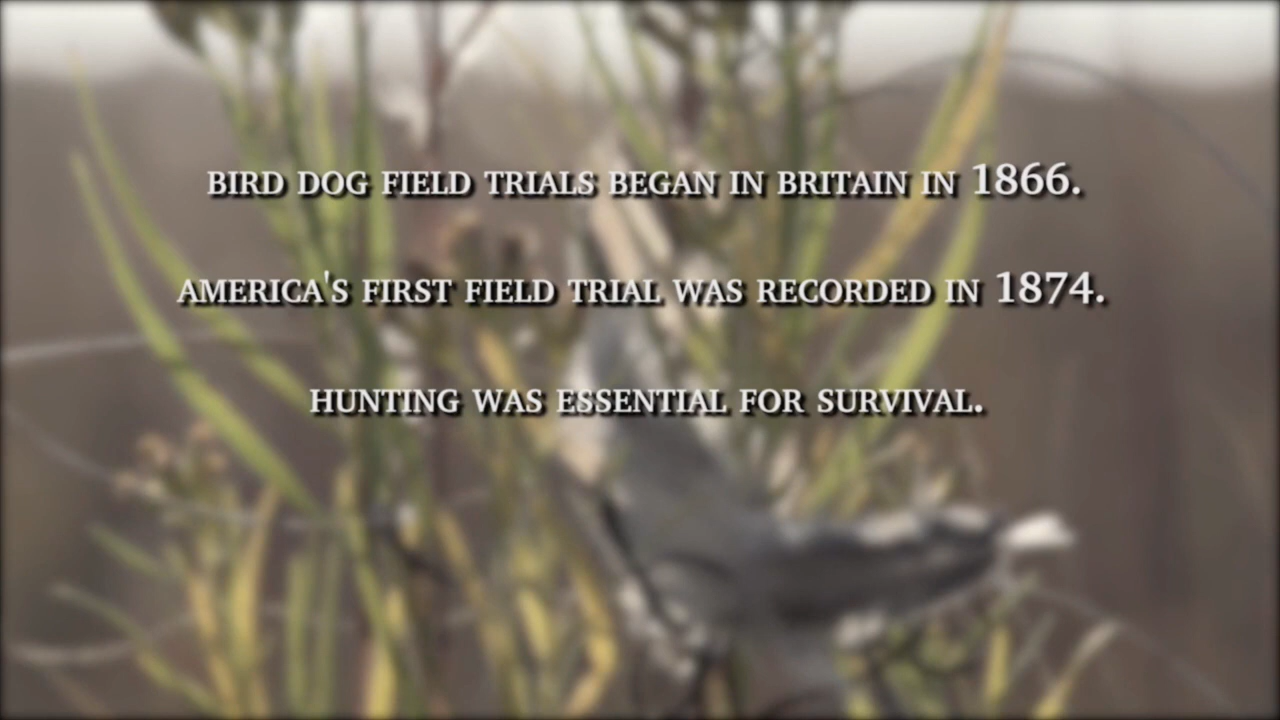 BIRD DOG FIELD TRIALS BEGAN IN BRITAIN IN 1866.
AMERICA'S FIRST FIELD TRIAL WAS RECORDED IN 1874.
HUNTING WAS ESSENTIAL FOR SURVIVAL.